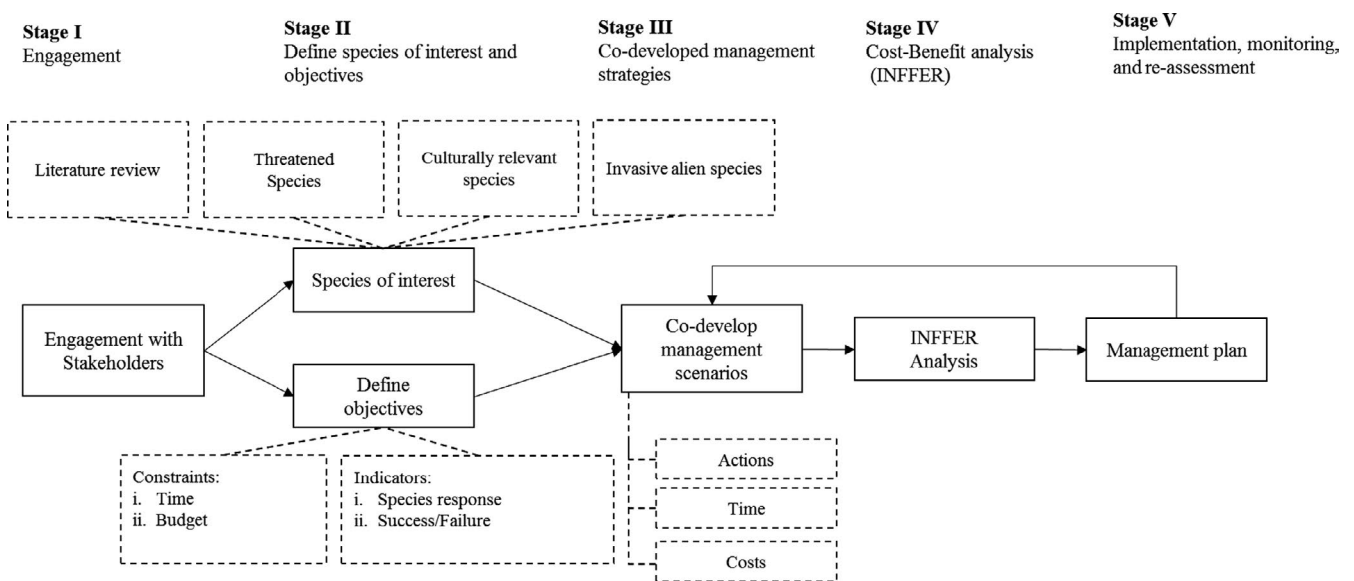 Stage I
Engagement
Stage II
Define species of interest and
objectives
Stage III
Co-developed management
strategies
Stage IV
Cost-Benefit analysis
(INFFER)
Stage V
Implementation, monitoring,
and re-assessment
Literature review
Threatened
Species
Culturally relevant
species
Invasive alien species
Species of interest
Engagement with
Stakeholders
Define
objectives
Co-develop
management
scenarios
INFFER
Analysis
Management plan
Constraints:
i. Time
ii. Budget
Indicators:
i. Species response
ii. Success/Failure
Actions
Time
Costs